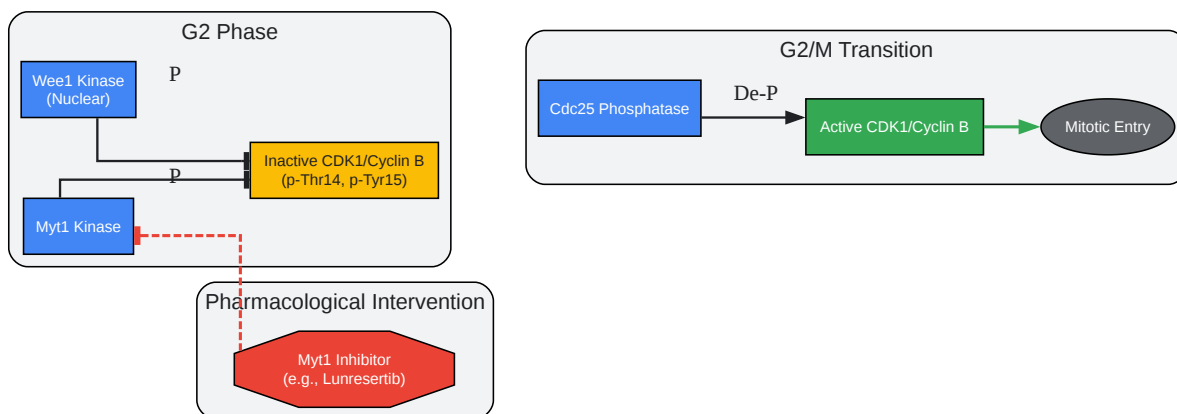 G2 Phase
Wee1 Kinase
(Nuclear)
P
Inactive CDK1/Cyclin B
(p-Thr14, p-Tyr15)
P
Myt1 Kinase
G2/M Transition
Cdc25 Phosphatase
De-P
Active CDK1/Cyclin B
Mitotic Entry
Pharmacological Intervention
Myt1 Inhibitor
(e.g., Lunresertib)